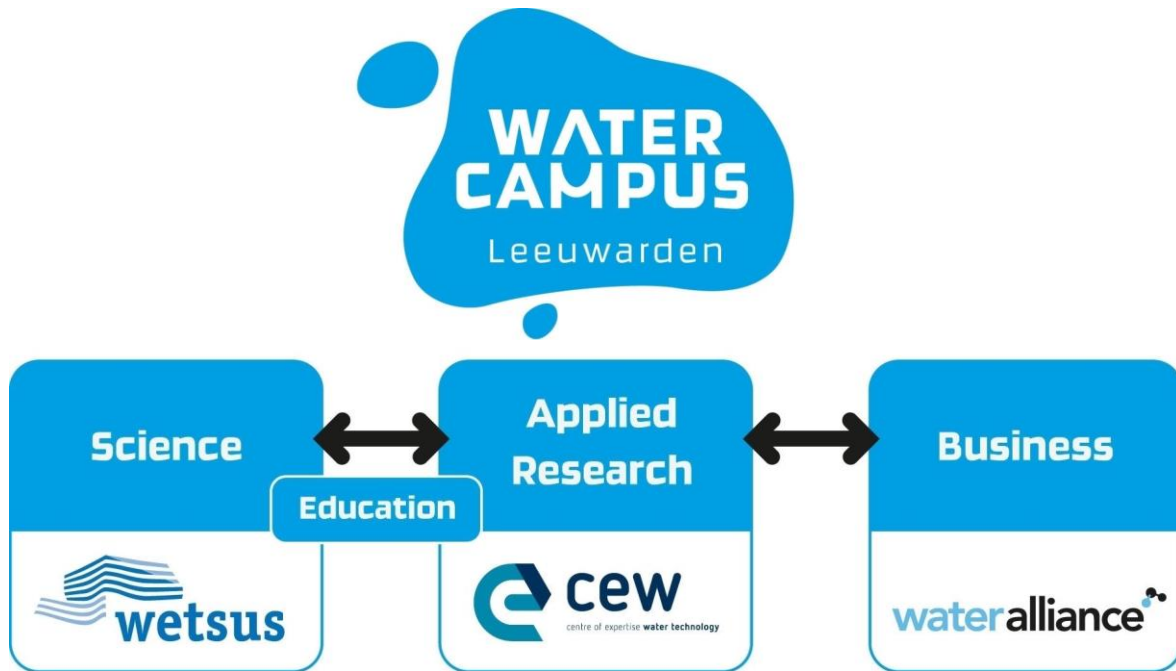 WATER
CAMPUS
Leeuwarden
Science
Education
Applied
Research
Business
wetsus
cew
centre of expertise water technology
wateralliance